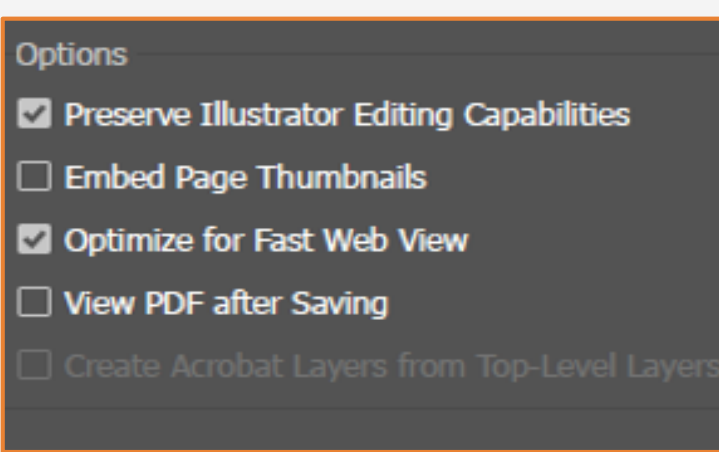 Options
Preserve Illustrator Editing Capabilities
Embed Page Thumbnails
Optimize for Fast Web View
View PDF after Saving
Create Acrobat Layers from Top-Level Layers